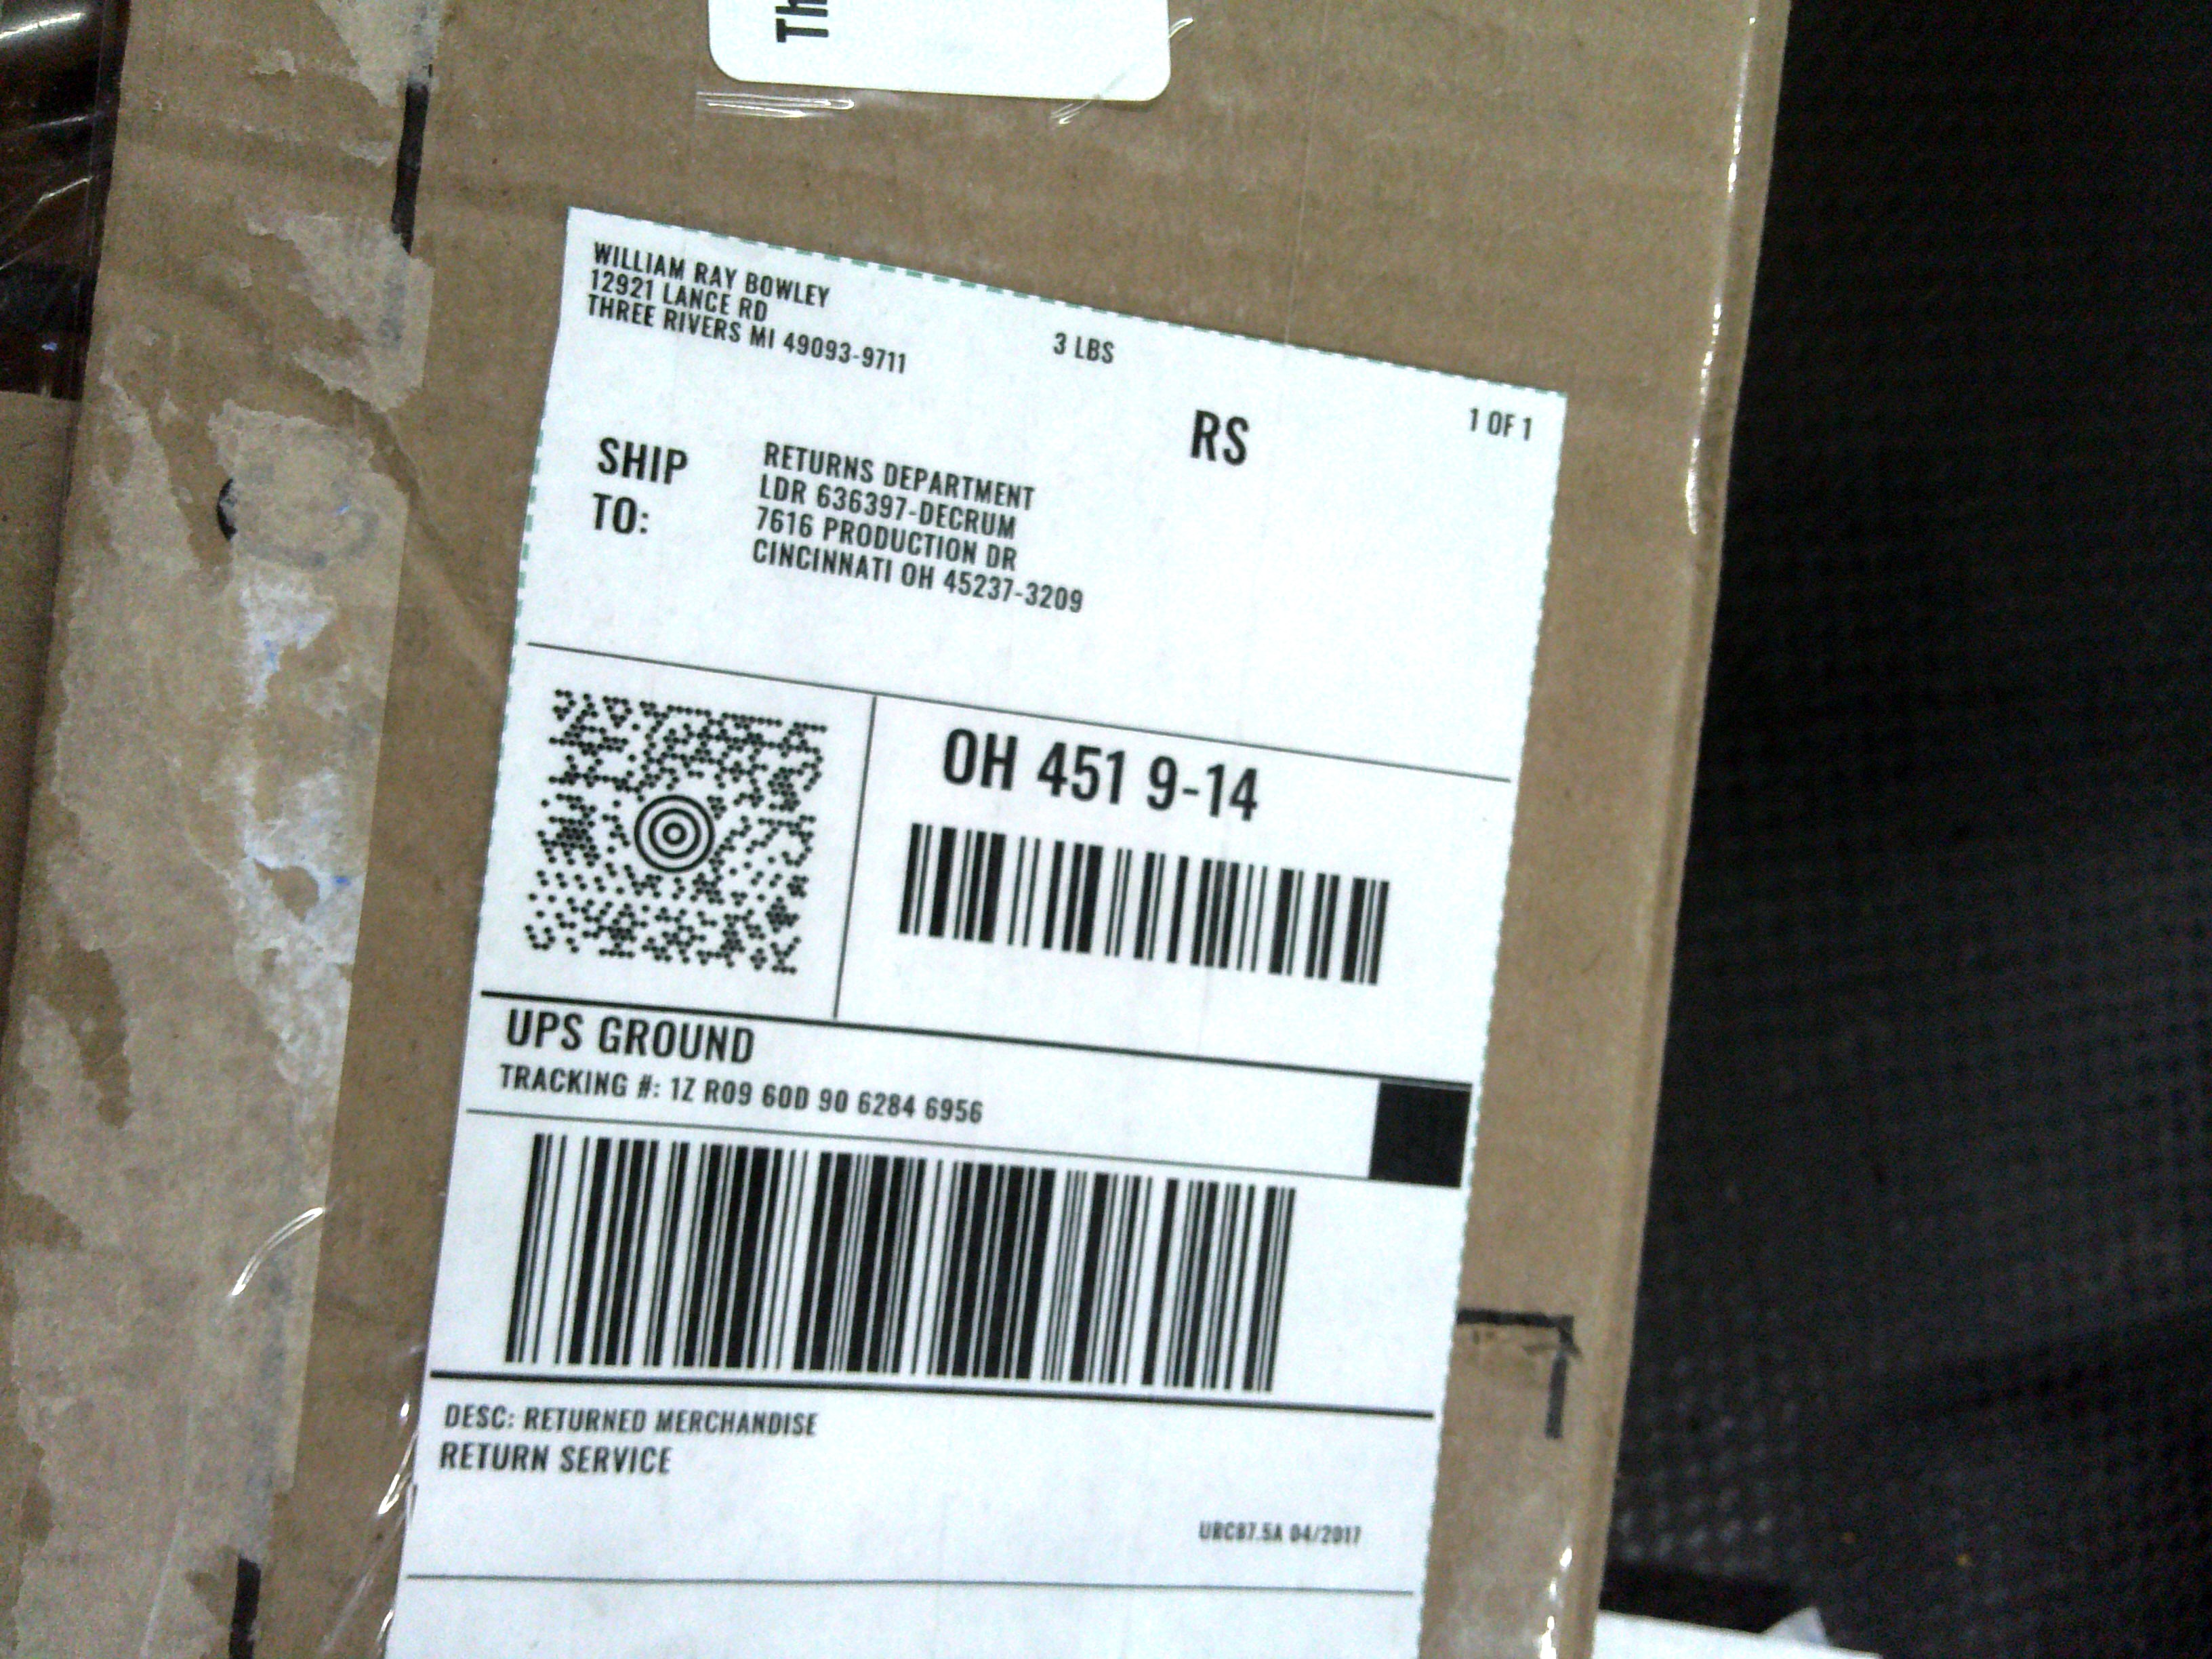 Th
WILLIAM RAY BOWLEY
12921 LANCE RD
THREE RIVERS MI 49093-9711
3 LBS
1 OF 1
RS
SHIP TO:
RETURNS DEPARTMENT
LDR 636397-DECRUM
7616 PRODUCTION DR
CINCINNATI OH 45237-3209
OH 451 9-14
UPS GROUND
TRACKING #: 1Z R09 60D 90 6284 6956
DESC: RETURNED MERCHANDISE
RETURN SERVICE
URC87.5A 04/2017